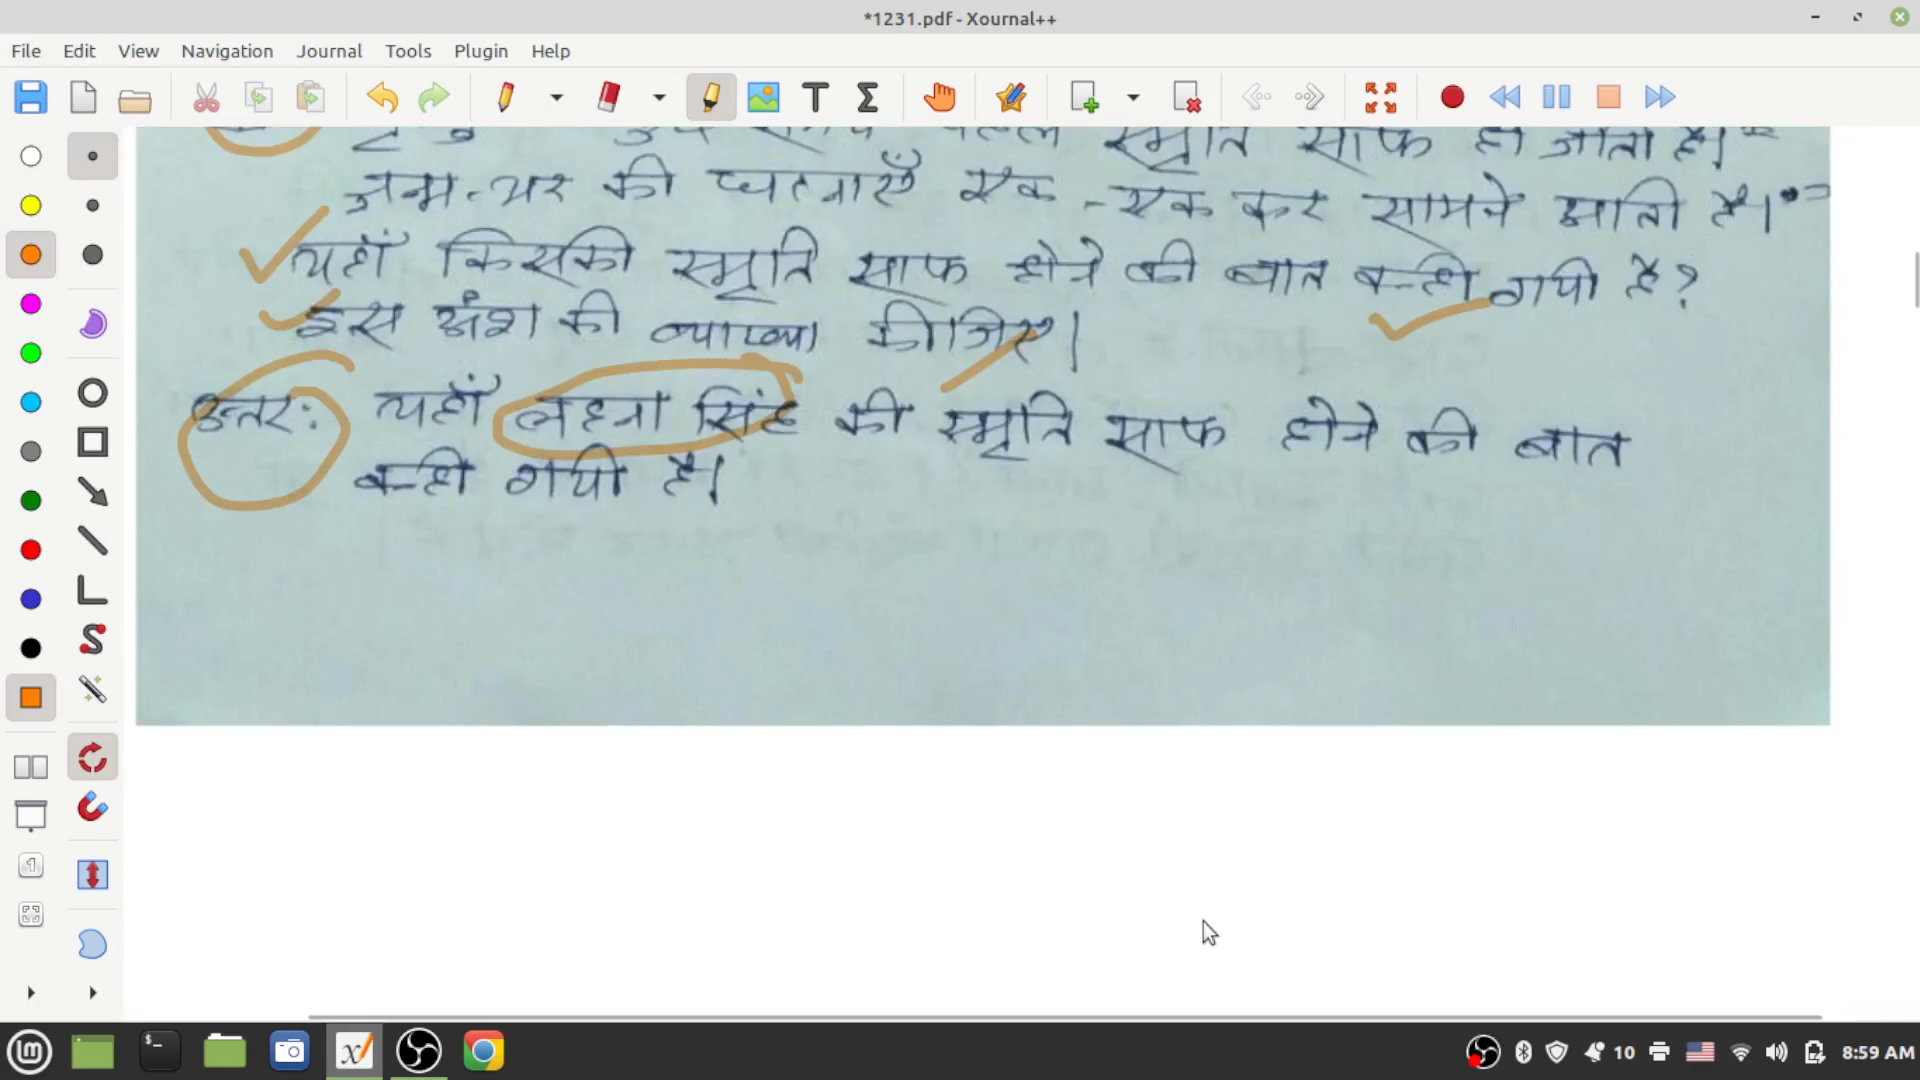 *1231.pdf - Xournal++
File Edit View Navigation Journal Tools Plugin Help
स्मृति साफ हो जाती है।
जन्म-भर की घटनाएँ एक-एक कर सामने आती हैं।"
यहाँ किसकी स्मृति साफ होने की बात कही गयी है?
इस अंश की व्याख्या कीजिए।
उत्तर: यहाँ लहना सिंह की स्मृति साफ होने की बात
कही गयी है।
10 8:59 AM